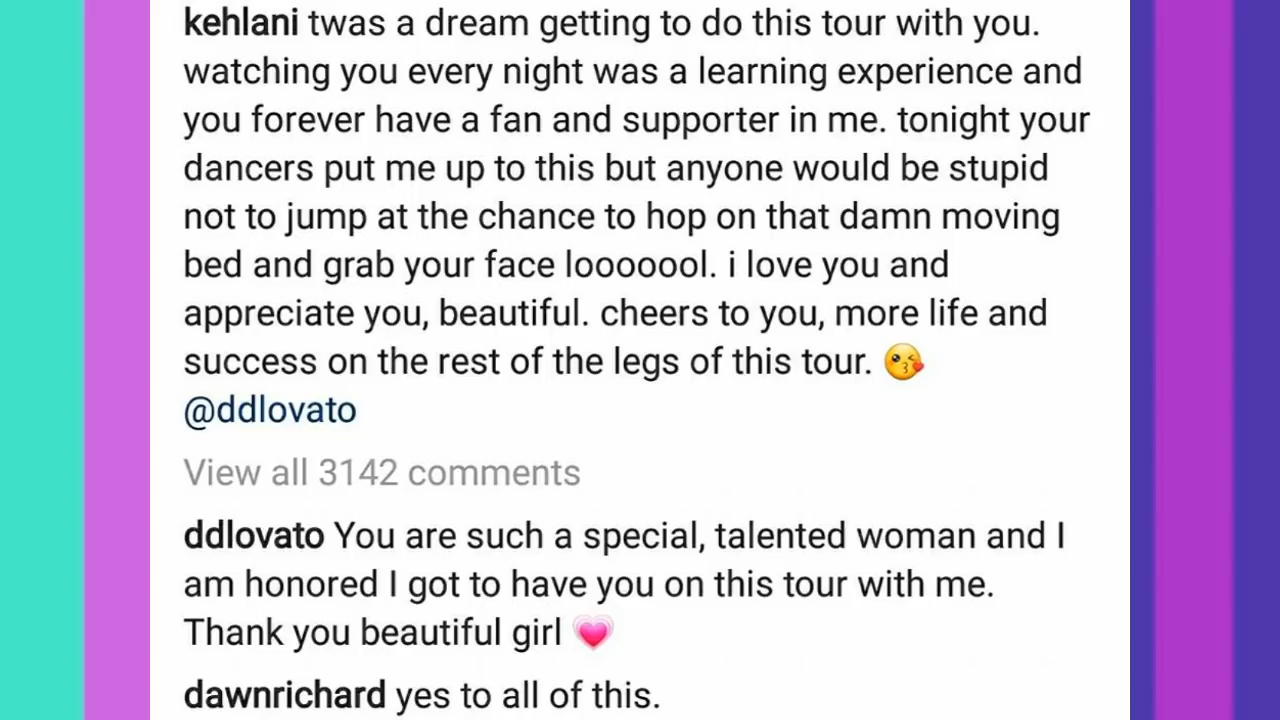 kehlani twas a dream getting to do this tour with you.
watching you every night was a learning experience and
you forever have a fan and supporter in me. tonight your
dancers put me up to this but anyone would be stupid
not to jump at the chance to hop on that damn moving
bed and grab your face looooool. i love you and
appreciate you, beautiful. cheers to you, more life and
success on the rest of the legs of this tour. 😘
@ddlovato
View all 3142 comments
ddlovato You are such a special, talented woman and I
am honored I got to have you on this tour with me.
Thank you beautiful girl 💗
dawnrichard yes to all of this.